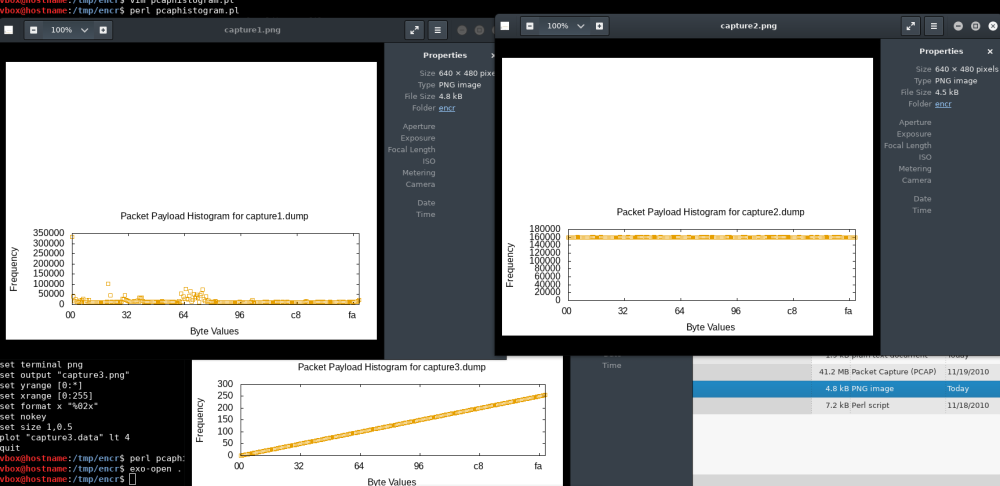 vbox@hostname:/tmp/encr$ vim pcaphistogram.pl
vbox@hostname:/tmp/encr$ perl pcaphistogram.pl
100%
capture1.png
Properties
Size 640 × 480 pixe
Type PNG image
File Size 4.8 kB
Folder encr
Aperture
Exposure
Focal Length
ISO
Metering
Camera
Date
Time
Packet Payload Histogram for capture1.dump
Frequency
350000
300000
250000
200000
150000
100000
50000
0
00 32 64 96 c8 fa
Byte Values
100%
capture2.png
Properties
Size 640 × 480 pixels
Type PNG image
File Size 4.5 kB
Folder encr
Aperture
Exposure
Focal Length
ISO
Metering
Camera
Date
Time
Packet Payload Histogram for capture2.dump
Frequency
180000
160000
140000
120000
100000
80000
60000
40000
20000
0
00 32 64 96 c8 fa
Byte Values
set terminal png
set output "capture3.png"
set yrange [0:*]
set xrange [0:255]
set format x "%02x"
set nokey
set size 1,0.5
plot "capture3.data" lt 4
quit
vbox@hostname:/tmp/encr$ perl pcaph
vbox@hostname:/tmp/encr$ exo-open .
vbox@hostname:/tmp/encr$
Packet Payload Histogram for capture3.dump
Frequency
300
250
200
150
100
50
0
00 32 64 96 c8 fa
Byte Values
Time
kB plain text document Today
41.2 MB Packet Capture (PCAP) 11/19/2010
4.8 kB PNG image Today
7.2 kB Perl script 11/18/2010